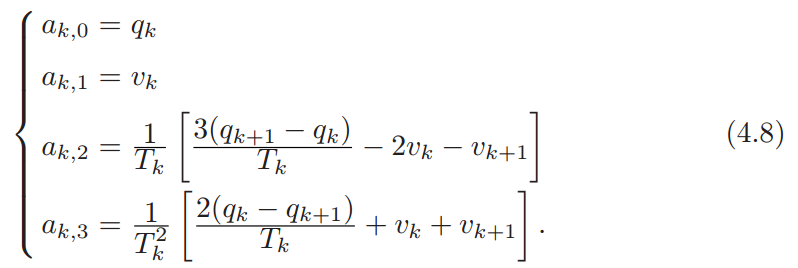 a_{k,0} = q_k
a_{k,1} = v_k
a_{k,2} = \frac{1}{T_k} \left[ \frac{3(q_{k+1} - q_k)}{T_k} - 2v_k - v_{k+1} \right] (4.8)
a_{k,3} = \frac{1}{T_k^2} \left[ \frac{2(q_k - q_{k+1})}{T_k} + v_k + v_{k+1} \right].